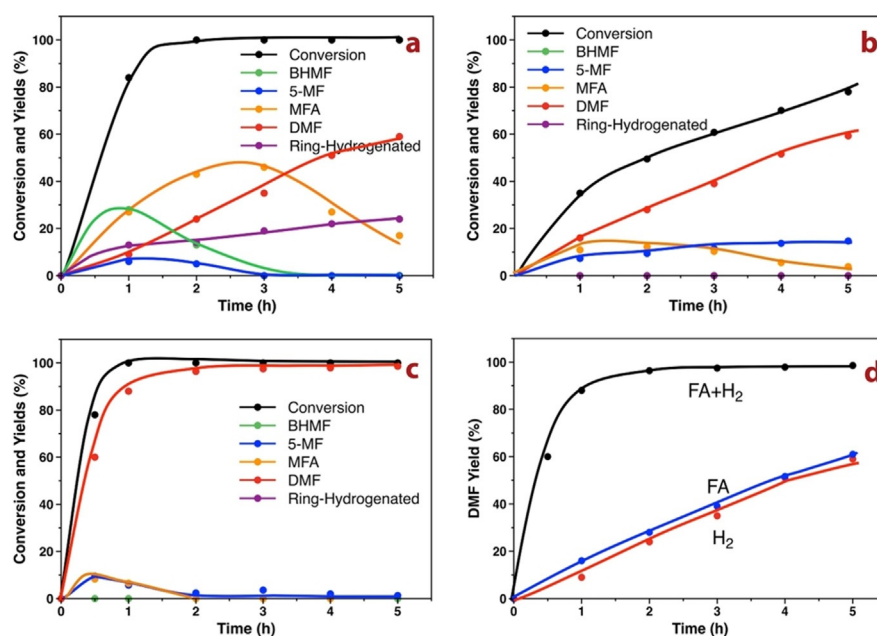 a
Conversion and Yields (%)
100
80
60
40
20
0
Conversion
BHMF
5-MF
MFA
DMF
Ring-Hydrogenated
0 1 2 3 4 5
Time (h)
b
Conversion and Yields (%)
100
80
60
40
20
0
Conversion
BHMF
5-MF
MFA
DMF
Ring-Hydrogenated
0 1 2 3 4 5
Time (h)
c
Conversion and Yields (%)
100
80
60
40
20
0
Conversion
BHMF
5-MF
MFA
DMF
Ring-Hydrogenated
0 1 2 3 4 5
Time (h)
d
DMF Yield (%)
100
80
60
40
20
0
FA+H₂
FA
H₂
0 1 2 3 4 5
Time (h)